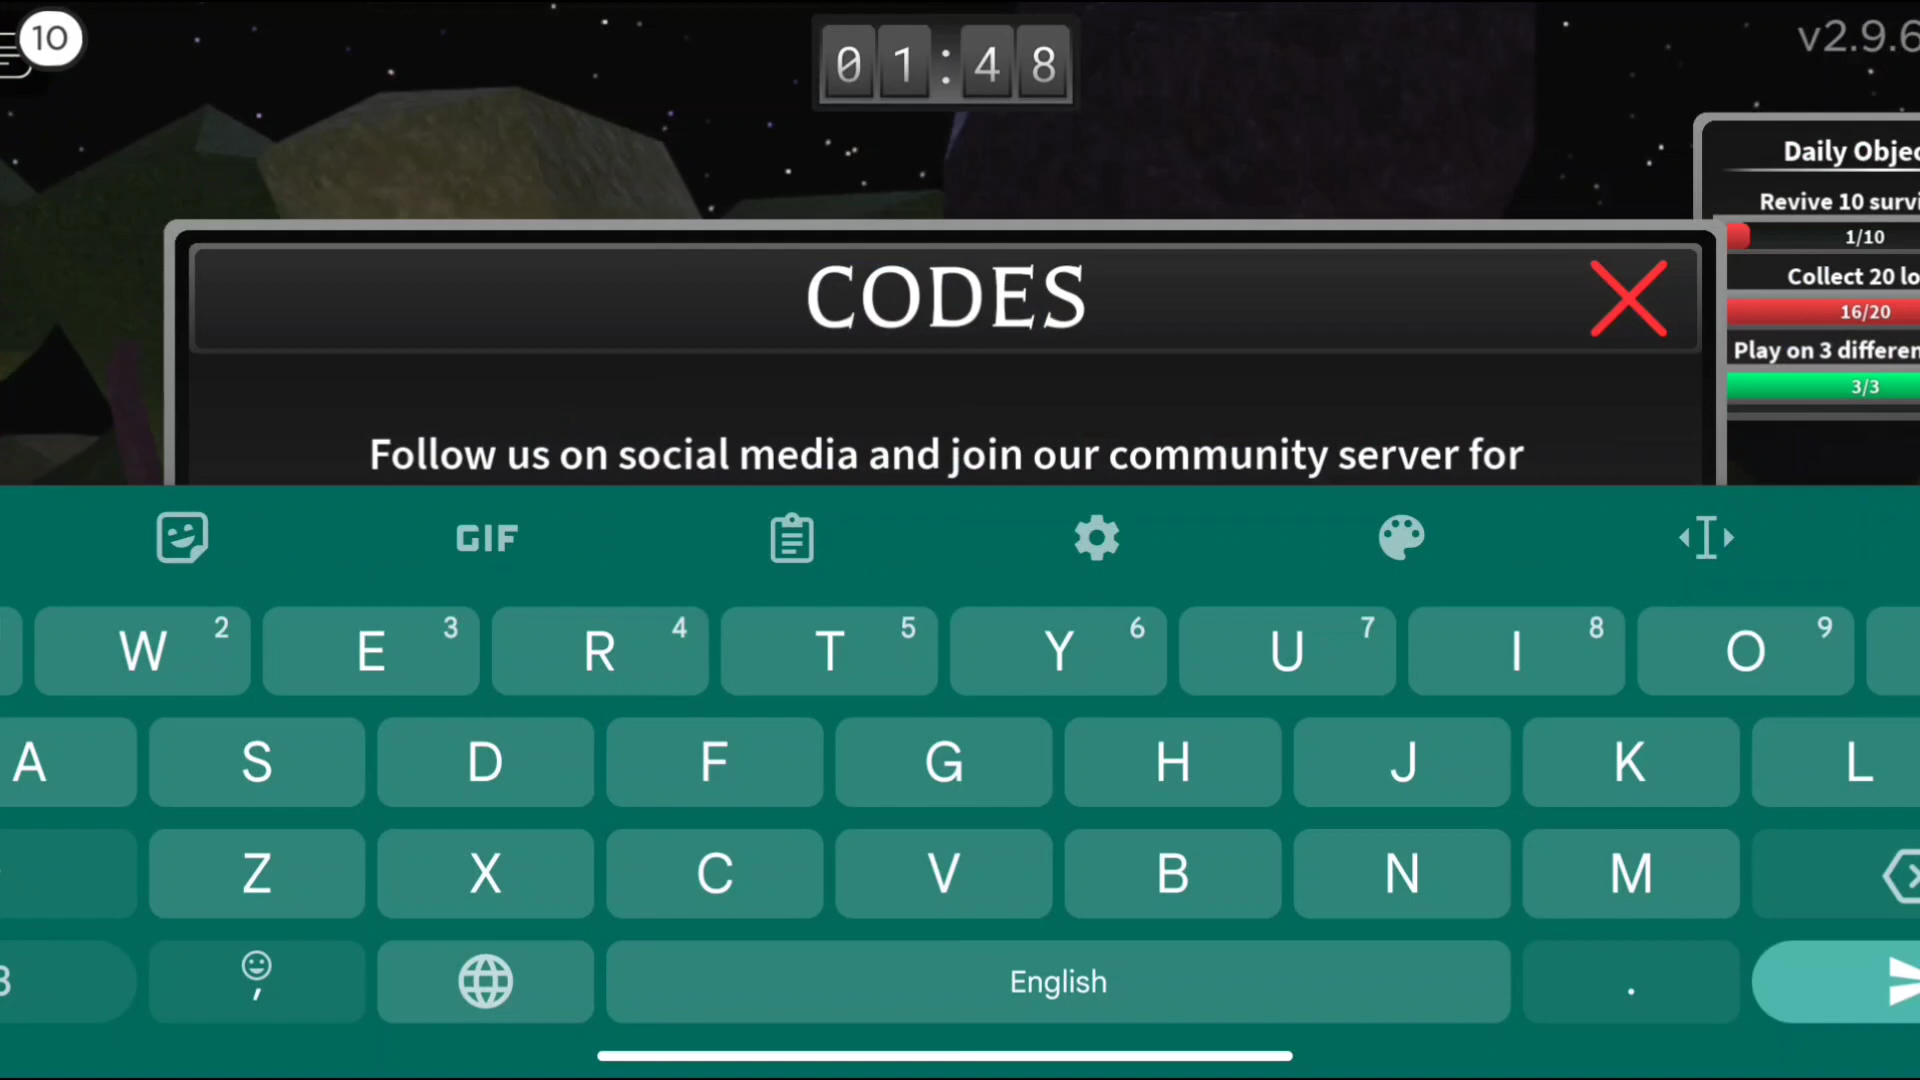 10
01:48
v2.9.6
Daily Objec
Revive 10 survi
1/10
Collect 20 lo
16/20
Play on 3 differen
3/3
CODES
Follow us on social media and join our community server for
GIF
W 2 E 3 R 4 T 5 Y 6 U 7 I 8 O 9
A S D F G H J K L
Z X C V B N M
, English .